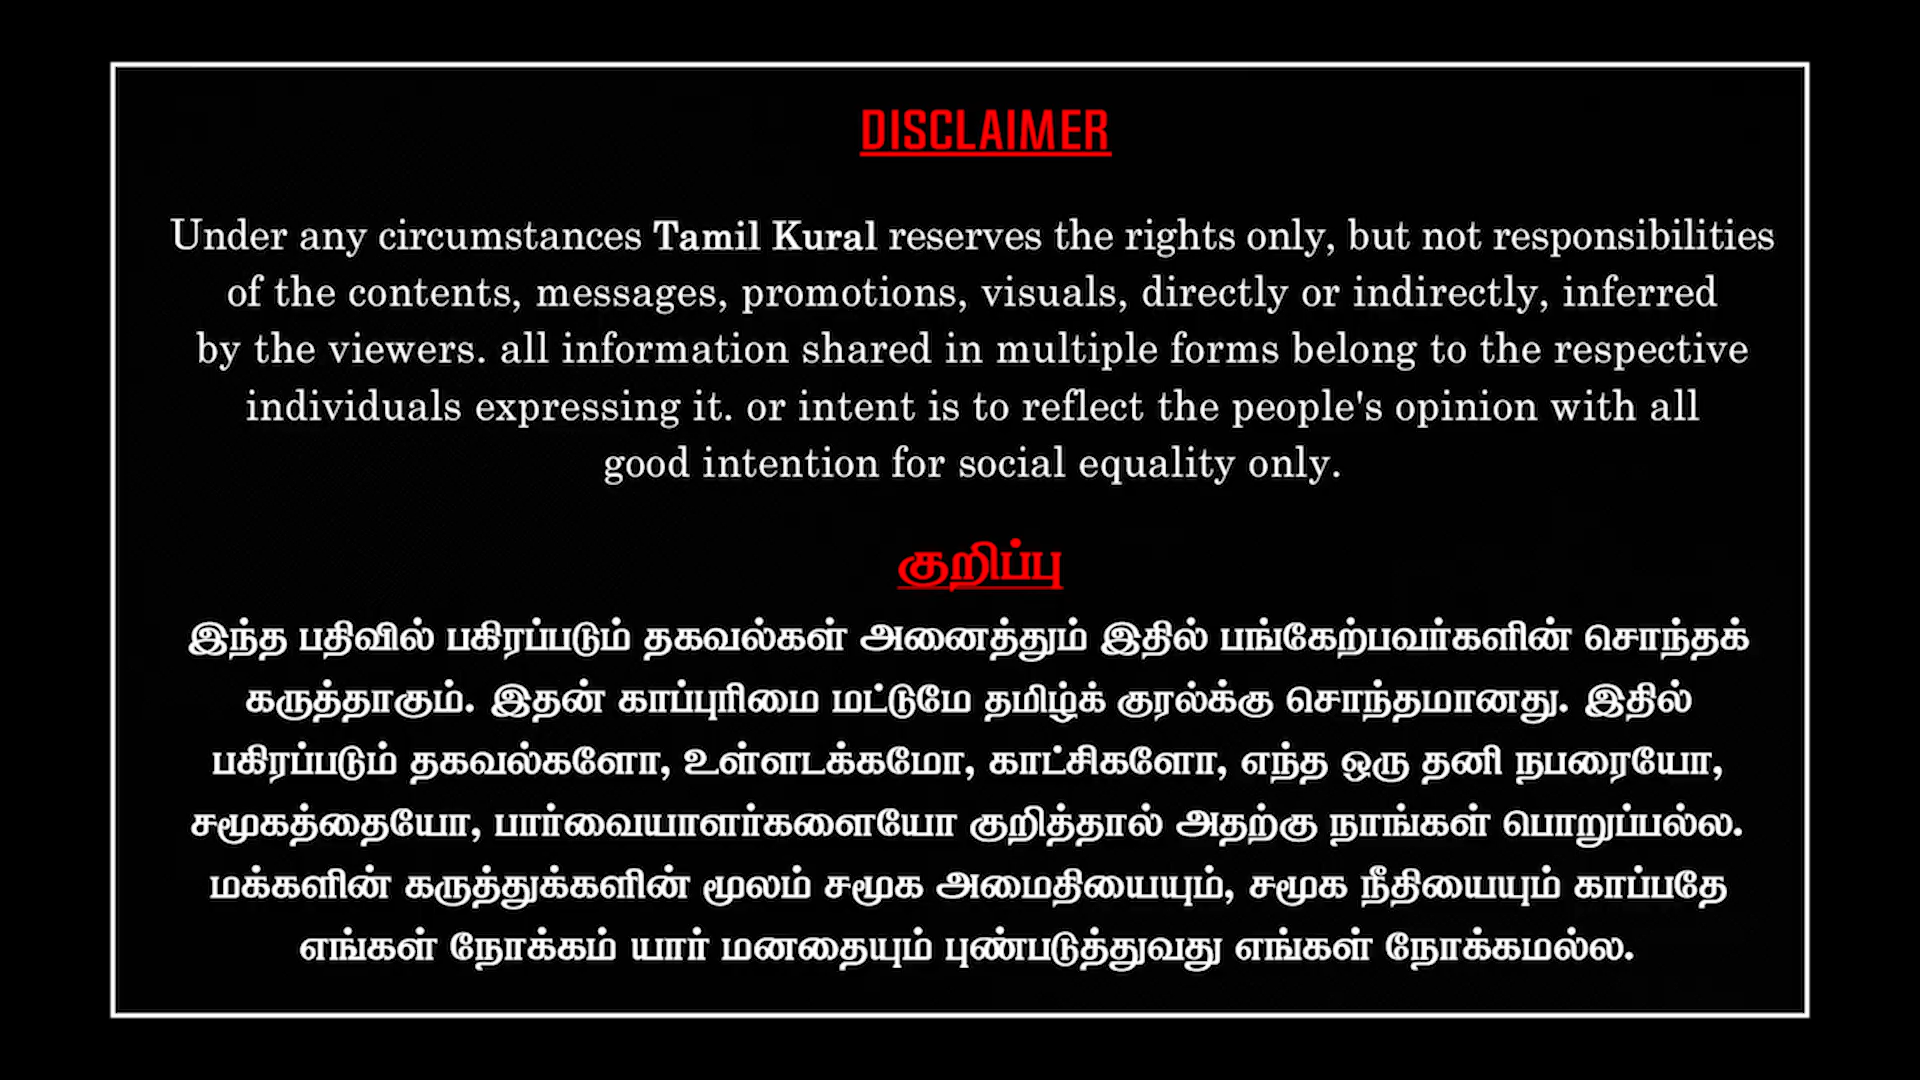 DISCLAIMER
Under any circumstances Tamil Kural reserves the rights only, but not responsibilities
of the contents, messages, promotions, visuals, directly or indirectly, inferred
by the viewers. all information shared in multiple forms belong to the respective
individuals expressing it. or intent is to reflect the people's opinion with all
good intention for social equality only.
குறிப்பு
இந்த பதிவில் பகிரப்படும் தகவல்கள் அனைத்தும் இதில் பங்கேற்பவர்களின் சொந்தக்
கருத்தாகும். இதன் காப்புரிமை மட்டுமே தமிழ்க் குரல்க்கு சொந்தமானது. இதில்
பகிரப்படும் தகவல்களோ, உள்ளடக்கமோ, காட்சிகளோ, எந்த ஒரு தனி நபரையோ,
சமூகத்தையோ, பார்வையாளர்களையோ குறித்தால் அதற்கு நாங்கள் பொறுப்பல்ல.
மக்களின் கருத்துக்களின் மூலம் சமூக அமைதியையும், சமூக நீதியையும் காப்பதே
எங்கள் நோக்கம் யார் மனதையும் புண்படுத்துவது எங்கள் நோக்கமல்ல.